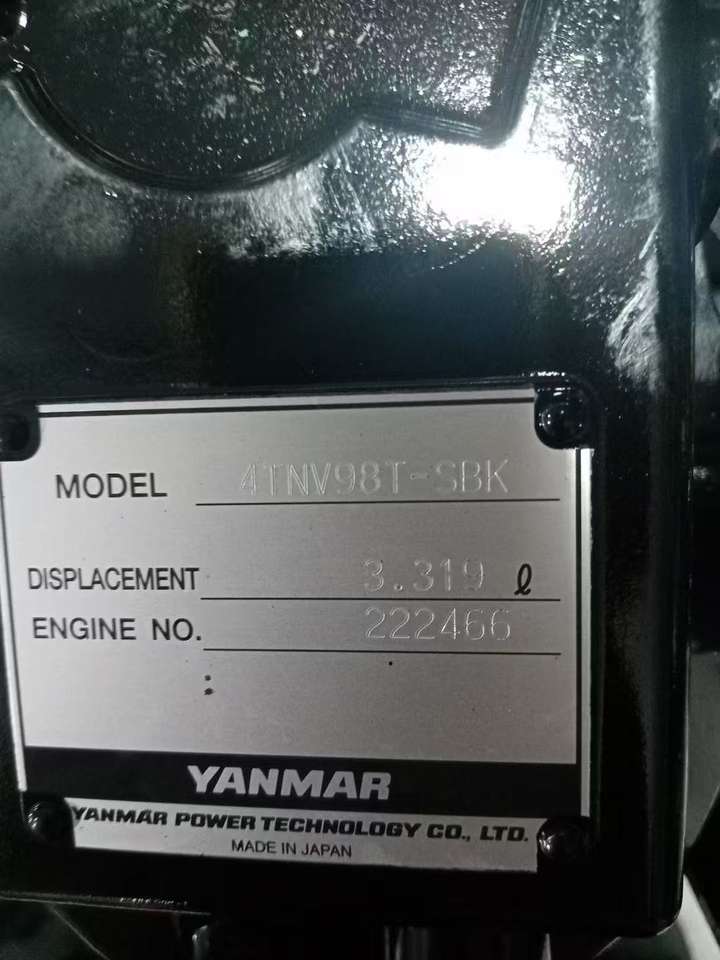 MODEL 4TNV98T-SBK
DISPLACEMENT 3.319 ℓ
ENGINE NO. 222466
:
YANMAR
YANMAR POWER TECHNOLOGY CO., LTD.
MADE IN JAPAN